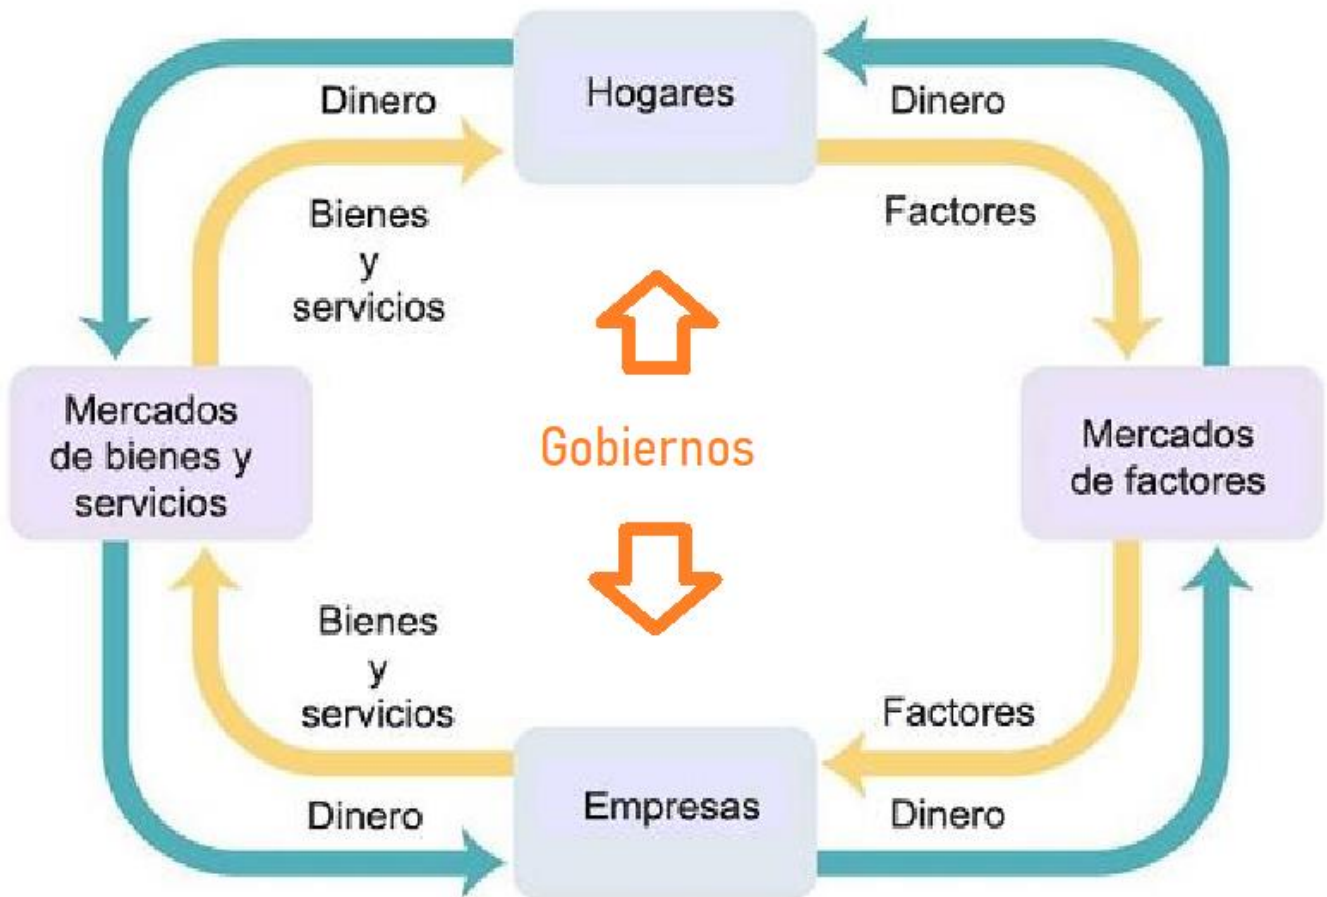 Hogares
Dinero
Dinero
Bienes
y
servicios
Factores
Mercados
de bienes y
servicios
Gobiernos
Mercados
de factores
Bienes
y
servicios
Factores
Dinero
Empresas
Dinero